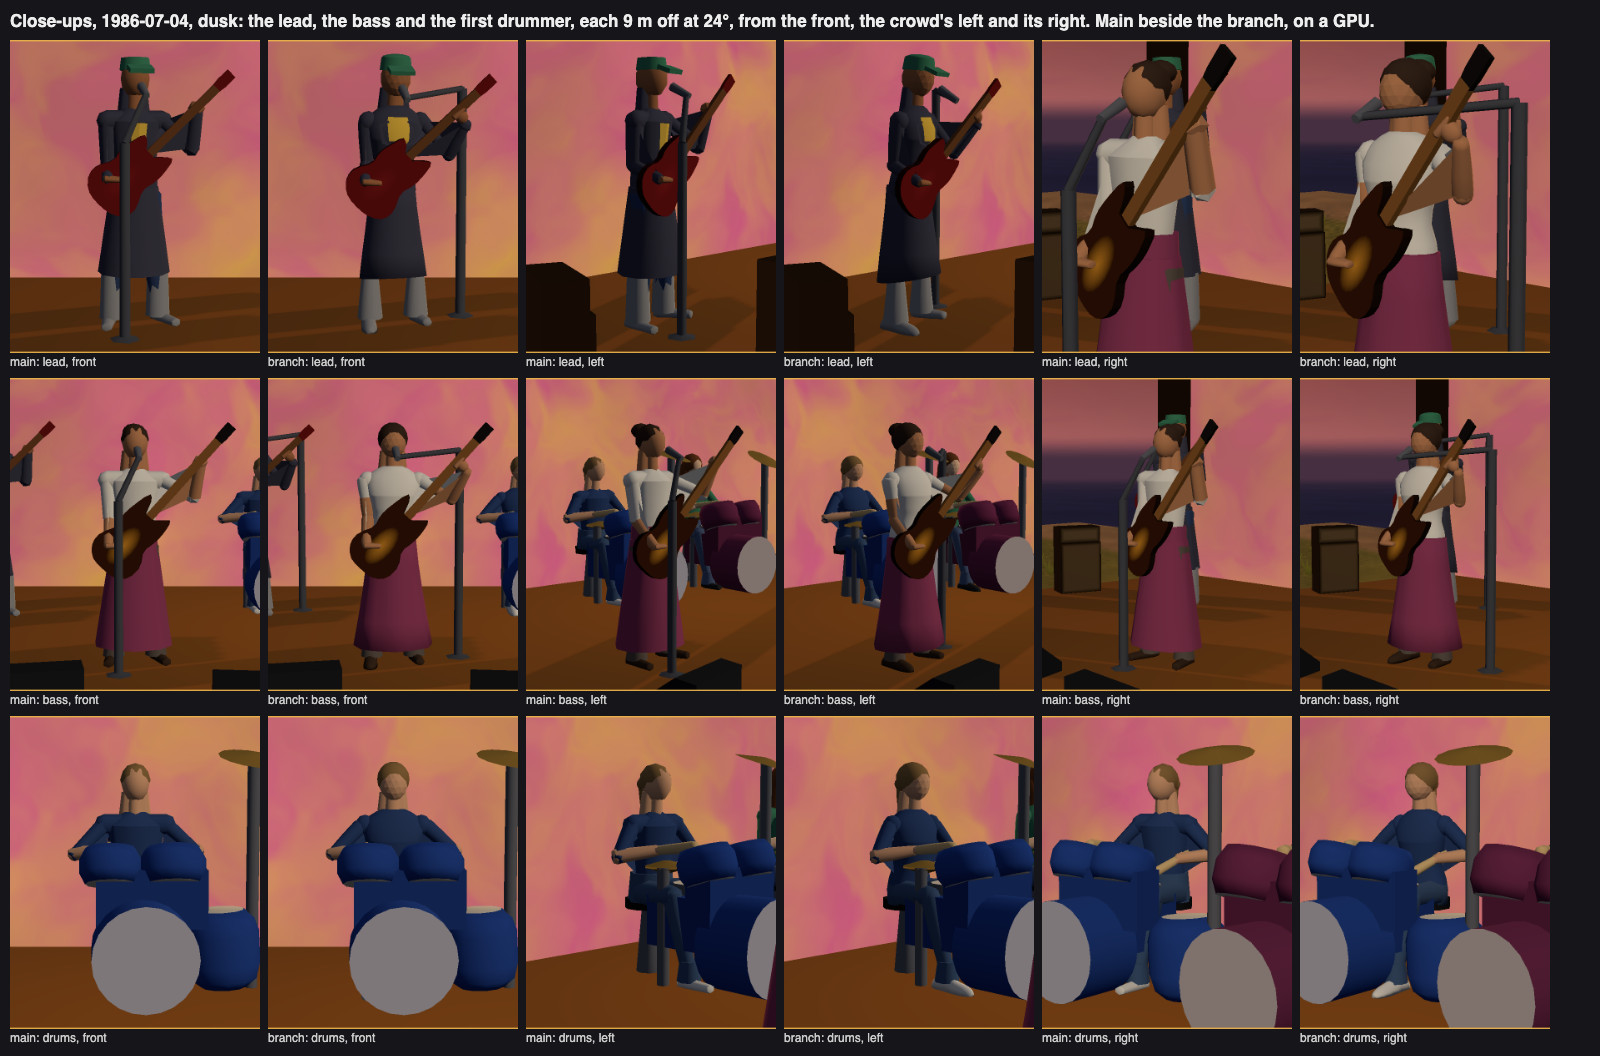 Close-ups, 1986-07-04, dusk: the lead, the bass and the first drummer, each 9 m off at 24°, from the front, the crowd's left and its right. Main beside the branch, on a GPU.
main: lead, front
branch: lead, front
main: lead, left
branch: lead, left
main: lead, right
branch: lead, right
main: bass, front
branch: bass, front
main: bass, left
branch: bass, left
main: bass, right
branch: bass, right
main: drums, front
branch: drums, front
main: drums, left
branch: drums, left
main: drums, right
branch: drums, right